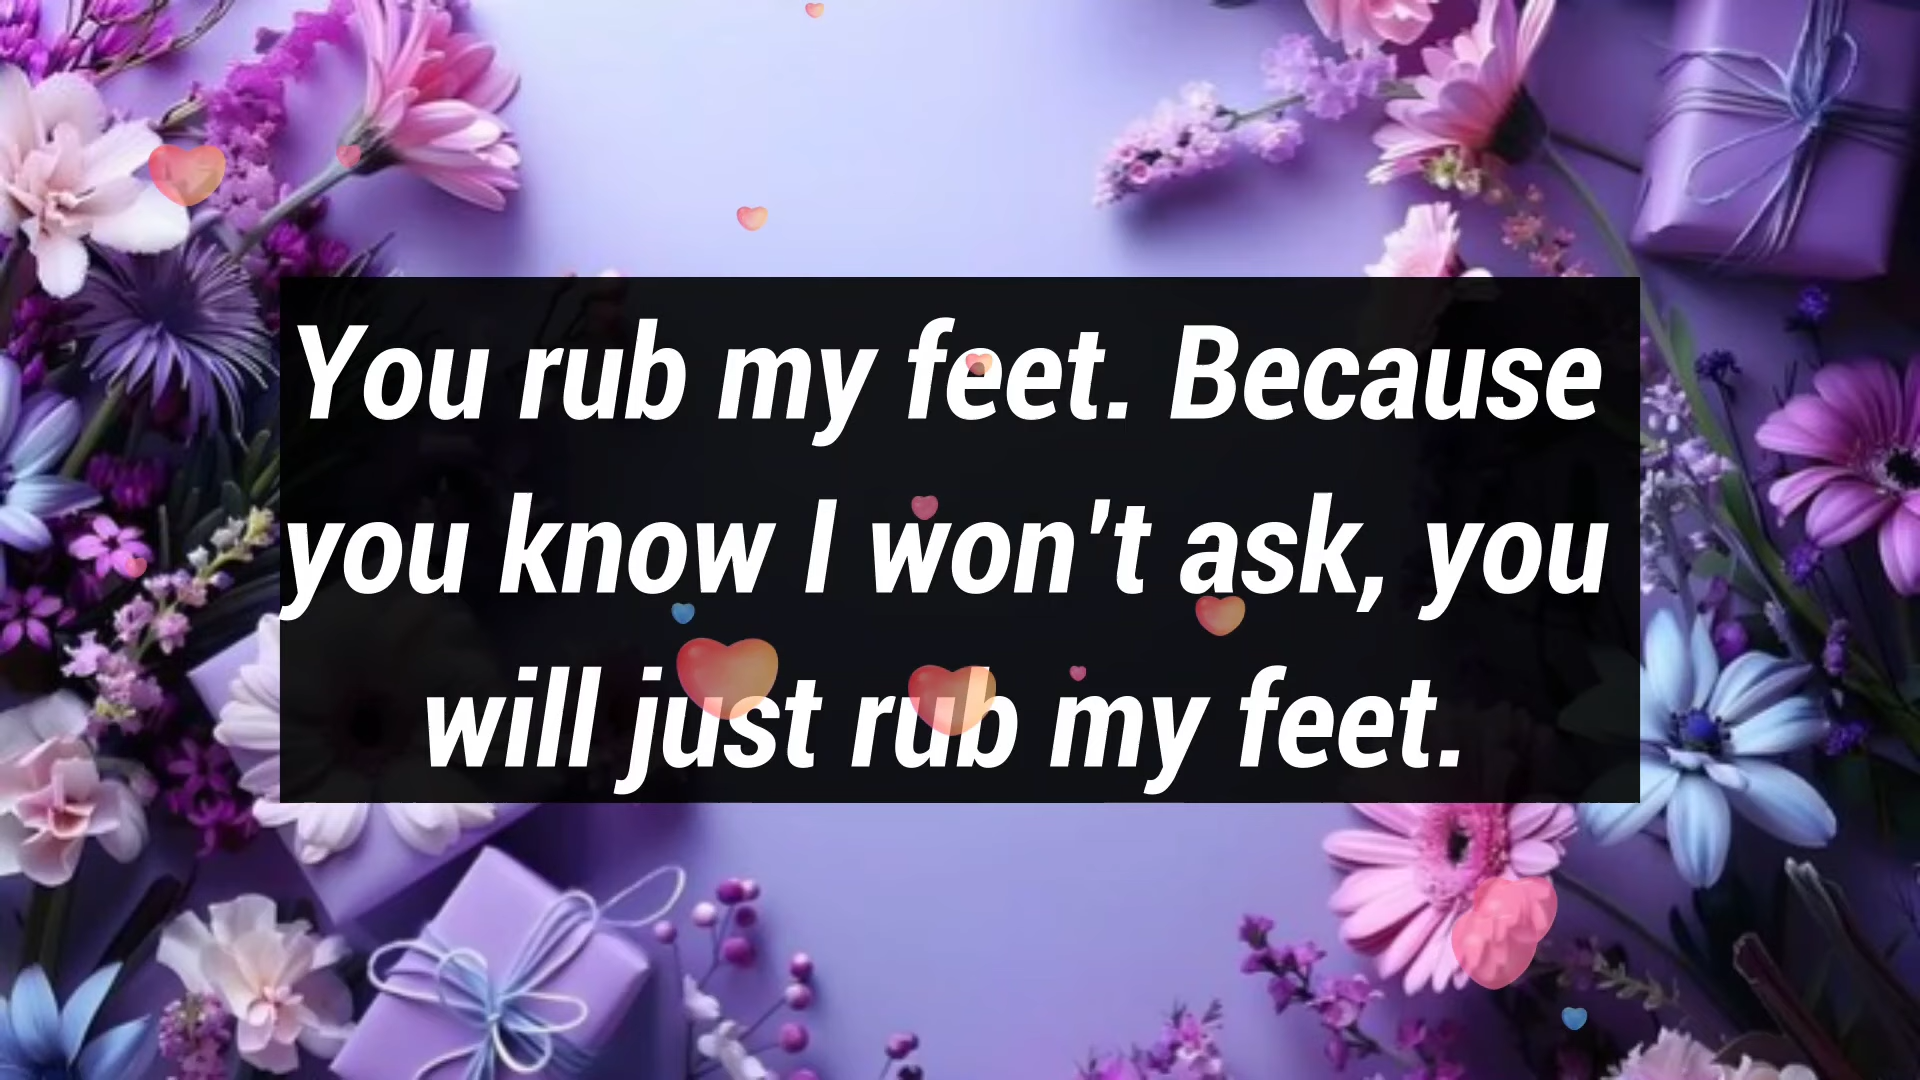 You rub my feet. Because
you know I won't ask, you
will just rub my feet.